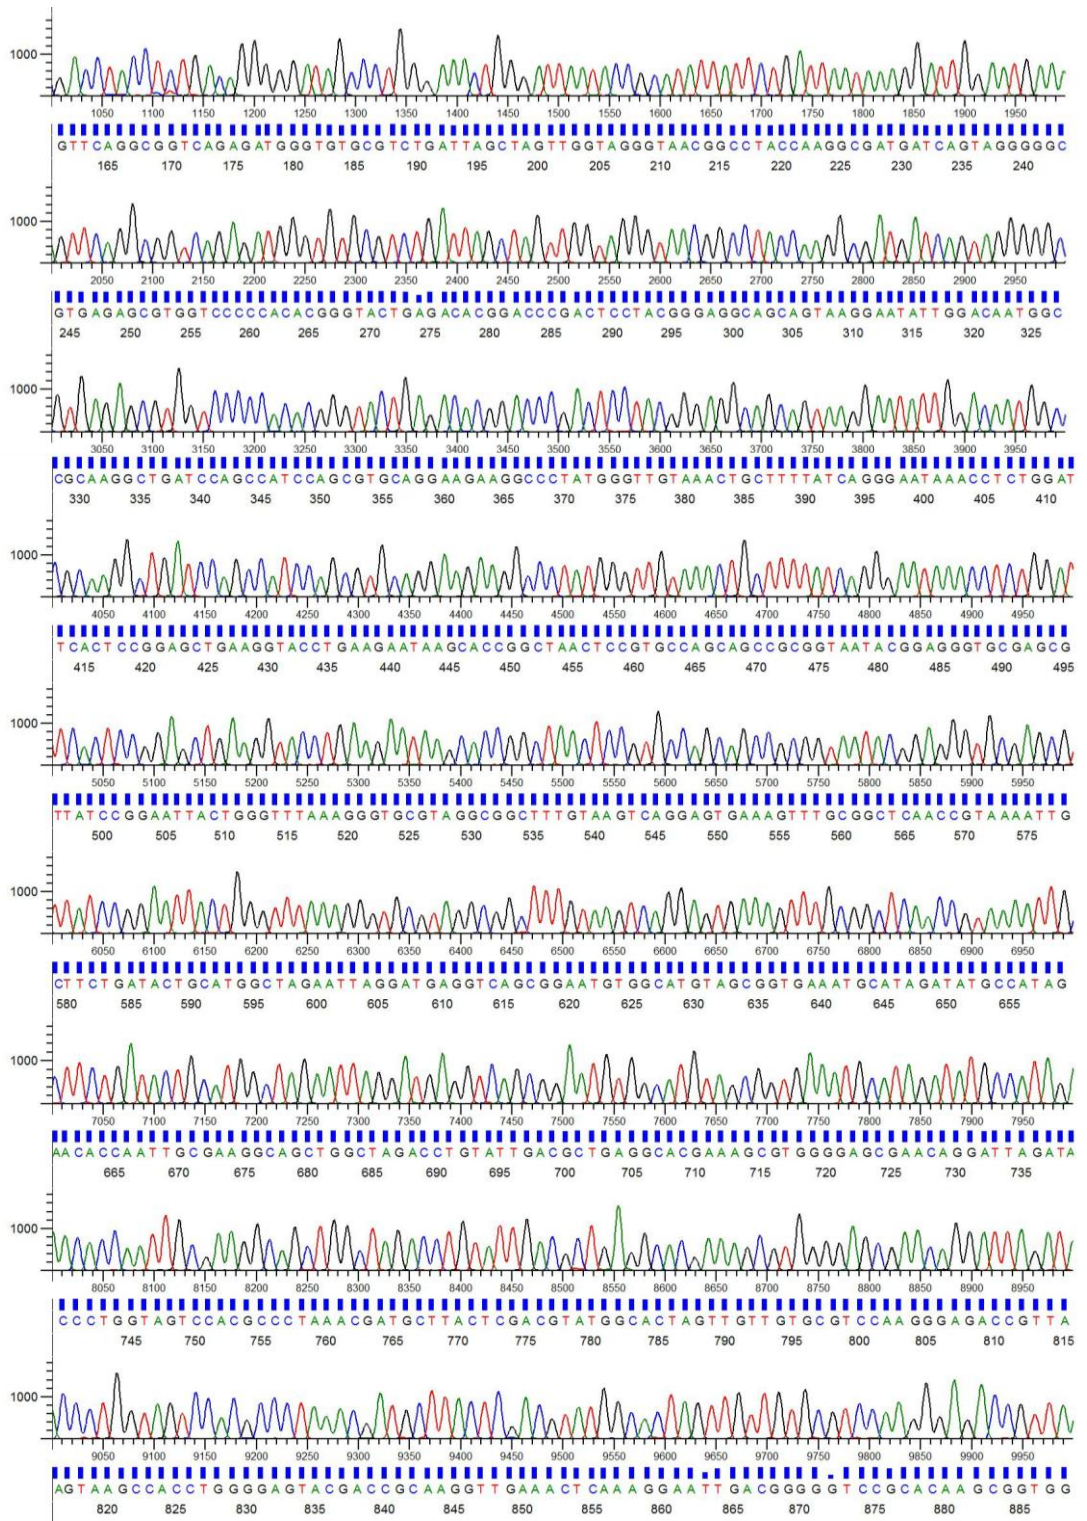 1000
1050 1100 1150 1200 1250 1300 1350 1400 1450 1500 1550 1600 1650 1700 1750 1800 1850 1900 1950
GTTCAGGCGGTCAGAGATGGGTGTGCGTCTGATTAGCTAGTTGGTAGGGTAACGGCCTACCAAGGCGATGATCAGTAGGGGGC
165 170 175 180 185 190 195 200 205 210 215 220 225 230 235 240
1000
2050 2100 2150 2200 2250 2300 2350 2400 2450 2500 2550 2600 2650 2700 2750 2800 2850 2900 2950
GTGAGAGCGTGGTCCCCCACACGGGTACTGAGACACGGACCCGACTCCTACGGGAGGCAGCAGTAAGGAATATTGGACAATGGC
245 250 255 260 265 270 275 280 285 290 295 300 305 310 315 320 325
1000
3050 3100 3150 3200 3250 3300 3350 3400 3450 3500 3550 3600 3650 3700 3750 3800 3850 3900 3950
CGCAAGGCTGATCCAGCCATCCAGCGTGCAGGAAGAAGGCCCTATGGGTTGTAAACTGCTTTTATCAGGGAATAAACCTCTGGAT
330 335 340 345 350 355 360 365 370 375 380 385 390 395 400 405 410
1000
4050 4100 4150 4200 4250 4300 4350 4400 4450 4500 4550 4600 4650 4700 4750 4800 4850 4900 4950
TCACTCCGGAGCTGAAGGTACCTGAAGAATAAGCACCGGCTAACTCCGTGCCAGCAGCCGCGGTAATACGGAGGGTGCGAGCG
415 420 425 430 435 440 445 450 455 460 465 470 475 480 485 490 495
1000
5050 5100 5150 5200 5250 5300 5350 5400 5450 5500 5550 5600 5650 5700 5750 5800 5850 5900 5950
TTATCCGGAATTACTGGGTTTAAAGGGTGCGTAGGCGGCTTTGTAAGTCAGGAGTGAAAGTTTGCGGCTCAACCGTAAAATTG
500 505 510 515 520 525 530 535 540 545 550 555 560 565 570 575
1000
6050 6100 6150 6200 6250 6300 6350 6400 6450 6500 6550 6600 6650 6700 6750 6800 6850 6900 6950
CTTCTGATACTGCATGGCTAGAATTAGGATGAGGTCAGCGGAATGTGGCATGTAGCGGTGAAATGCATAGATATGCCATAG
580 585 590 595 600 605 610 615 620 625 630 635 640 645 650 655
1000
7050 7100 7150 7200 7250 7300 7350 7400 7450 7500 7550 7600 7650 7700 7750 7800 7850 7900 7950
AACACCAATTGCGAAGGCAGCTGGCTAGACCTGTATTGACGCTGAGGCACGAAAGCGTGGGGAGCGAACAGGATTAGATA
665 670 675 680 685 690 695 700 705 710 715 720 725 730 735
1000
8050 8100 8150 8200 8250 8300 8350 8400 8450 8500 8550 8600 8650 8700 8750 8800 8850 8900 8950
CCCTGGTAGTCCACGCCCTAAACGATGCTTACTCGACGTATGGCACTAGTTGTTGTGCGTCCAAGGGAGACCGTTA
745 750 755 760 765 770 775 780 785 790 795 800 805 810 815
1000
9050 9100 9150 9200 9250 9300 9350 9400 9450 9500 9550 9600 9650 9700 9750 9800 9850 9900 9950
AGTAAGCCACCTGGGGAGTACGACCGCAAGGTTGAAACTCAAAGGAATTGACGGGGGTCCGCACAAGCGGTGG
820 825 830 835 840 845 850 855 860 865 870 875 880 885